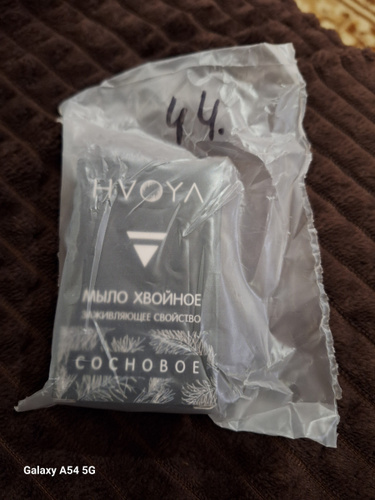 44.
HVOYA
МЫЛО ХВОЙНОЕ
ЗАЖИВЛЯЮЩЕЕ СВОЙСТВО
СОСНОВОЕ
Galaxy A54 5G